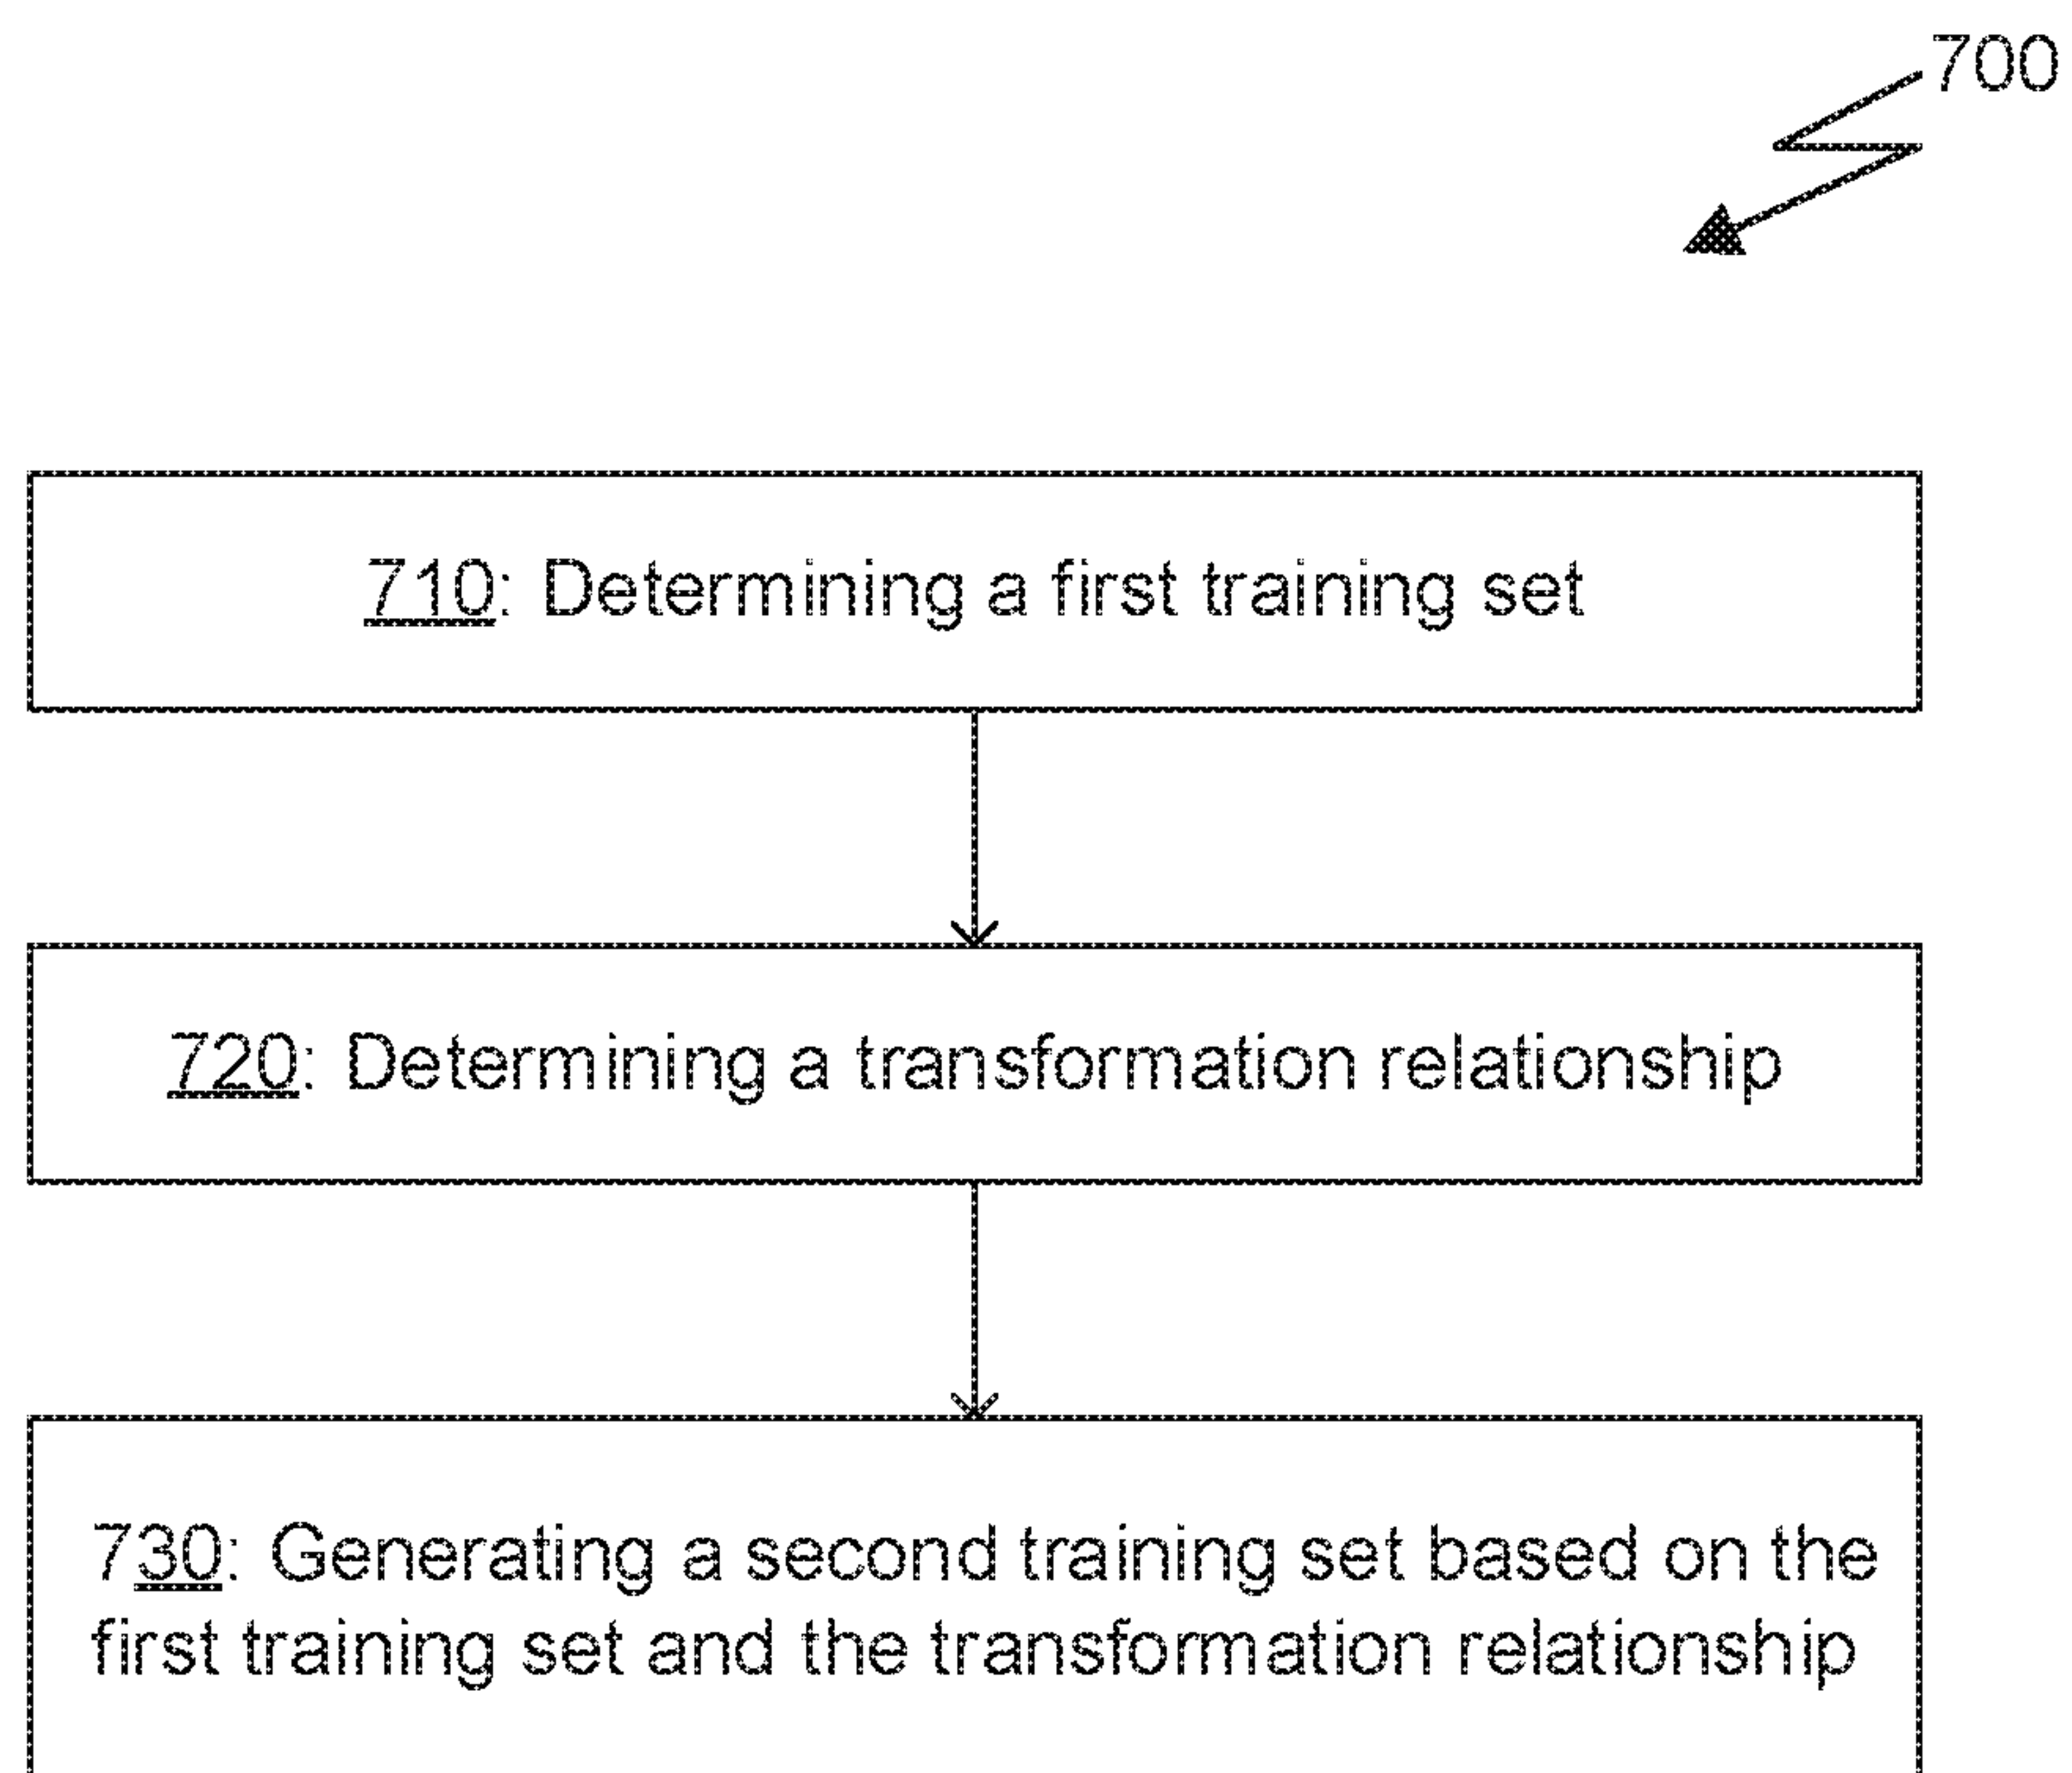 700
710: Determining a first training set
720: Determining a transformation relationship
730: Generating a second training set based on the
first training set and the transformation relationship